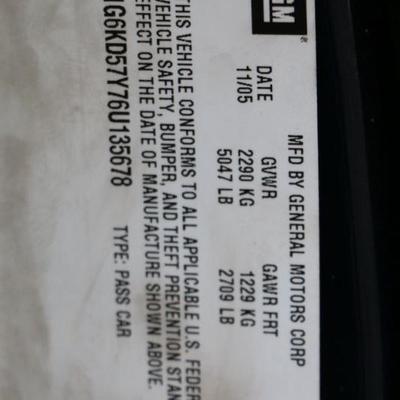 GM
MFD BY GENERAL MOTORS CORP
DATE GVWR GAWR FRT
11/05 2290 KG 1229 KG
5047 LB 2709 LB
THIS VEHICLE CONFORMS TO ALL APPLICABLE U.S. FEDER
VEHICLE SAFETY, BUMPER, AND THEFT PREVENTION STAN
EFFECT ON THE DATE OF MANUFACTURE SHOWN ABOVE.
1G6KD57Y76U135678 TYPE: PASS CAR